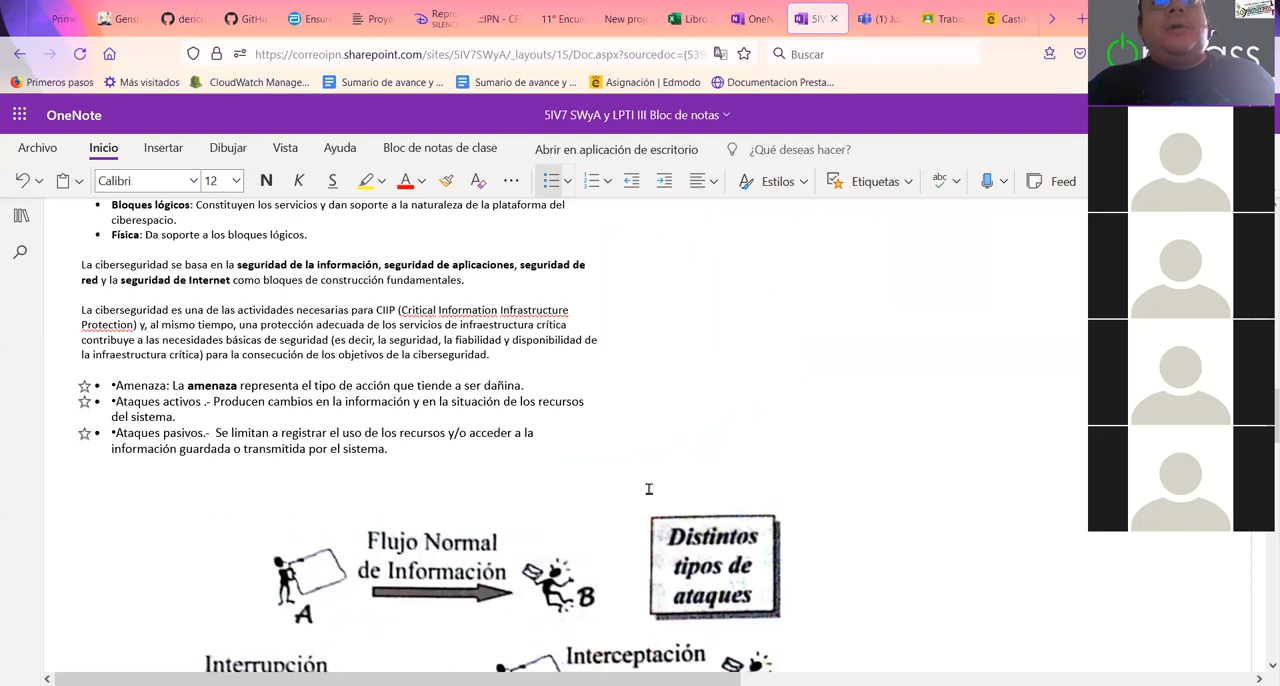 Prime
Gensh
dericu
GitHU
Ensure
Proye
Repro
SILENC
.:IPN - CF
11° Encue
New proj
Libro.
OneN
5IV
(1) Ju
Traba
Castill
https://correoipn.sharepoint.com/sites/5IV7SWyA/_layouts/15/Doc.aspx?sourcedoc={539
Buscar
Primeros pasos
Más visitados
CloudWatch Manage...
Sumario de avance y ...
Sumario de avance y ...
Asignación | Edmodo
Documentacion Presta...
OneNote
5IV7 SWyA y LPTI III Bloc de notas
Archivo
Inicio
Insertar
Dibujar
Vista
Ayuda
Bloc de notas de clase
Abrir en aplicación de escritorio
¿Qué deseas hacer?
Calibri
12
N
K
S
A
Estilos
Etiquetas
abc
Feed
• Bloques lógicos: Constituyen los servicios y dan soporte a la naturaleza de la plataforma del
ciberespacio.
• Física: Da soporte a los bloques lógicos.
La ciberseguridad se basa en la seguridad de la información, seguridad de aplicaciones, seguridad de
red y la seguridad de Internet como bloques de construcción fundamentales.
La ciberseguridad es una de las actividades necesarias para CIIP (Critical Information Infrastructure
Protection) y, al mismo tiempo, una protección adecuada de los servicios de infraestructura crítica
contribuye a las necesidades básicas de seguridad (es decir, la seguridad, la fiabilidad y disponibilidad de
la infraestructura crítica) para la consecución de los objetivos de la ciberseguridad.
• •Amenaza: La amenaza representa el tipo de acción que tiende a ser dañina.
• •Ataques activos .- Producen cambios en la información y en la situación de los recursos
del sistema.
• •Ataques pasivos.- Se limitan a registrar el uso de los recursos y/o acceder a la
información guardada o transmitida por el sistema.
Flujo Normal
de Información
A
B
Distintos
tipos de
ataques
Interrupción
Interceptación